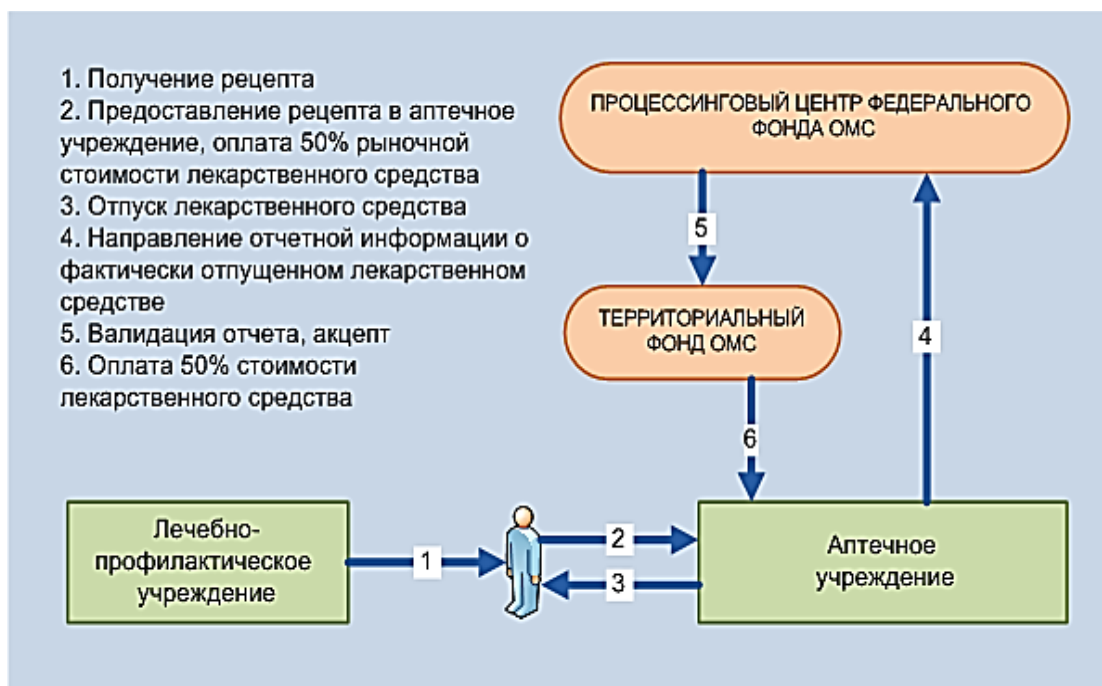 1. Получение рецепта
2. Предоставление рецепта в аптечное
учреждение, оплата 50% рыночной
стоимости лекарственного средства
3. Отпуск лекарственного средства
4. Направление отчетной информации о
фактически отпущенном лекарственном
средстве
5. Валидация отчета, акцепт
6. Оплата 50% стоимости
лекарственного средства
ПРОЦЕССИНГОВЫЙ ЦЕНТР ФЕДЕРАЛЬНОГО
ФОНДА ОМС
5
ТЕРРИТОРИАЛЬНЫЙ
ФОНД ОМС
4
6
Лечебно-
профилактическое
учреждение
1
2
3
Аптечное
учреждение